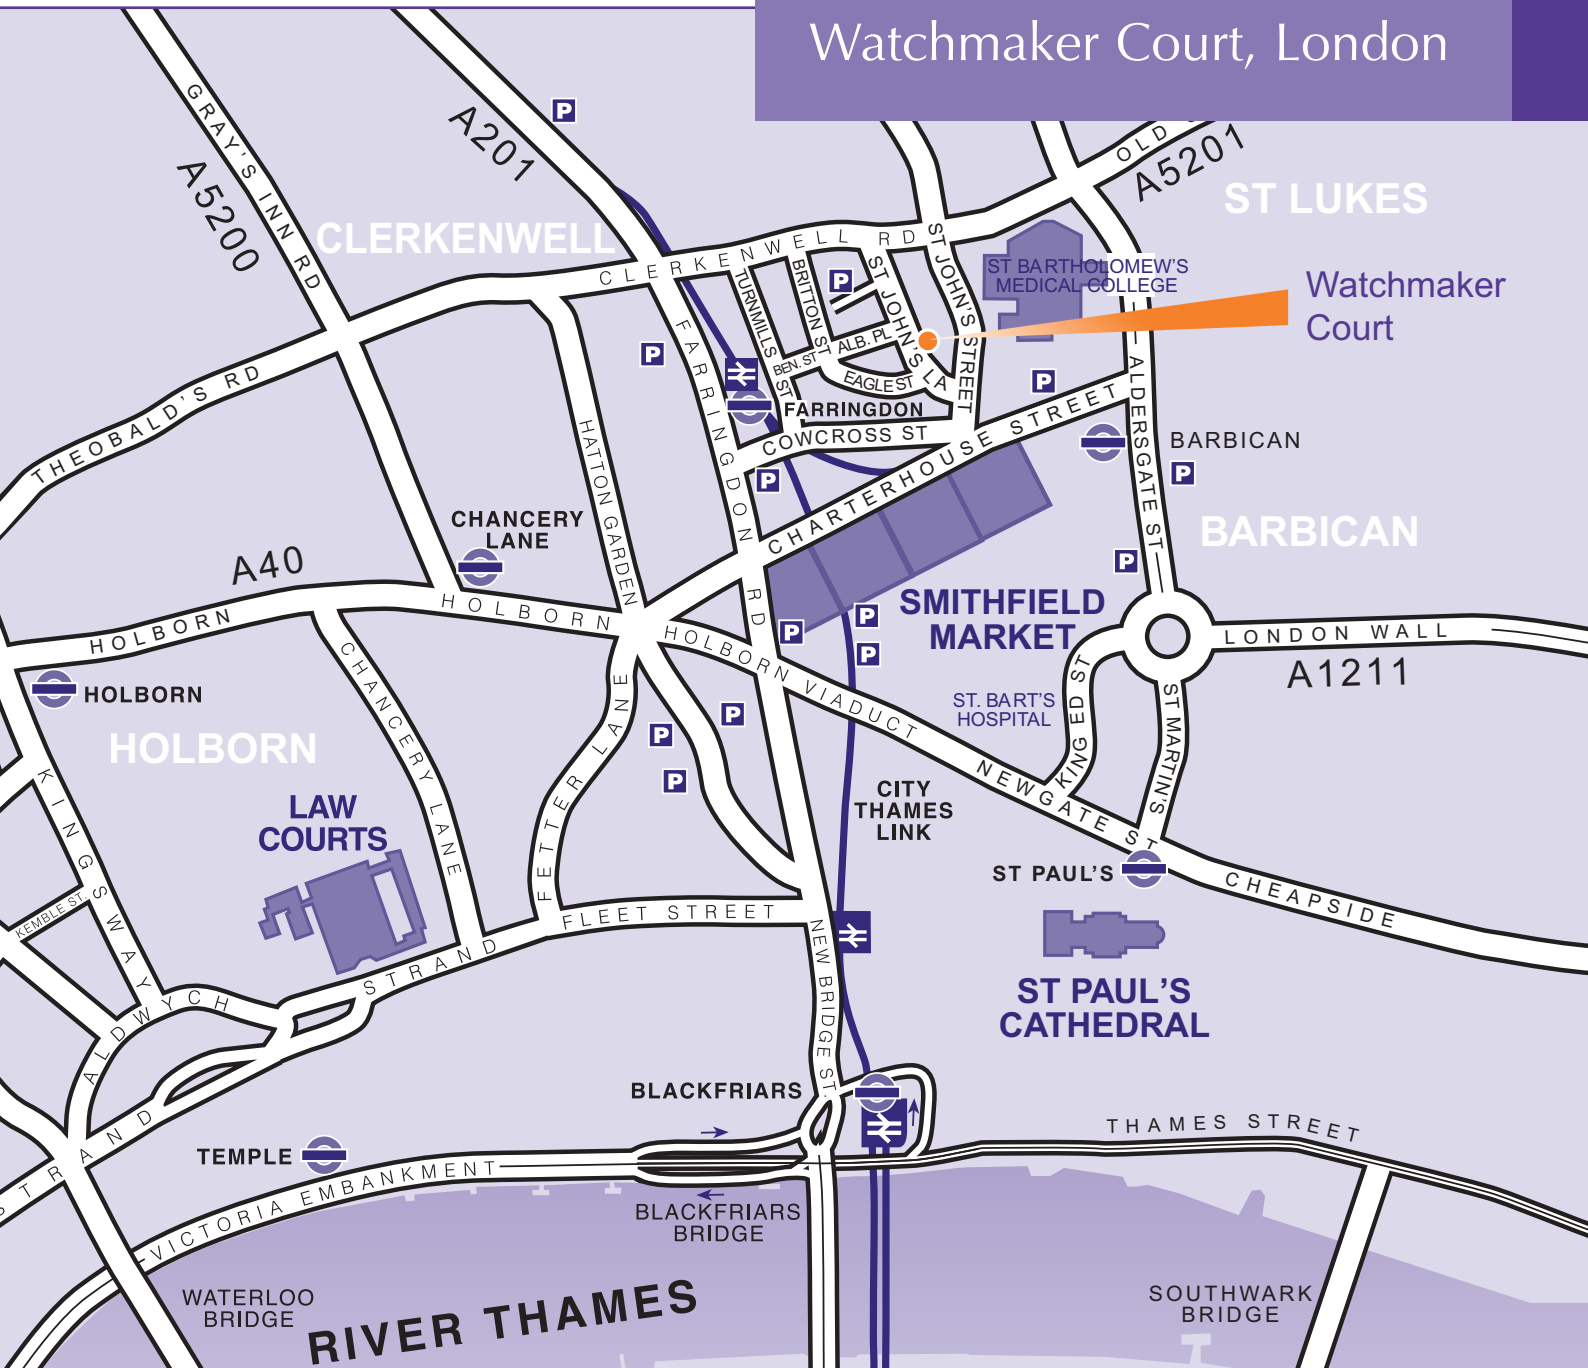 Watchmaker Court, London
GRAY'S INN RD
A5200
A201
P
OLD
A5201
ST LUKES
CLERKENWELL
CLERKENWELL RD
ST JOHN'S STREET
ST BARTHOLOMEW'S
MEDICAL COLLEGE
Watchmaker
Court
TURNMILLS ST
BRITTON ST
P
ST JOHN'S LA
BEN. ST
ALB. PL
EAGLE ST
P
FARRINGDON RD
FARRINGDON
COWCROSS ST
P
CHARTERHOUSE STREET
ALDERSGATE ST
BARBICAN
P
P
BARBICAN
P
THEOBALD'S RD
HATTON GARDEN
CHANCERY
LANE
A40
HOLBORN
HOLBORN
HOLBORN
HOLBORN
SMITHFIELD
MARKET
P
P
P
LONDON WALL
A1211
HOLBORN VIADUCT
ST. BART'S
HOSPITAL
KING ED ST
ST MARTIN'S
CHANCERY LANE
FETTER LANE
P
P
P
KINGSWAY
LAW
COURTS
CITY
THAMES
LINK
NEWGATE ST
ST PAUL'S
CHEAPSIDE
KEMBLE ST.
FLEET STREET
NEW BRIDGE ST
STRAND
ALDWYCH
ST PAUL'S
CATHEDRAL
BLACKFRIARS
THAMES STREET
TEMPLE
STRAND
VICTORIA EMBANKMENT
BLACKFRIARS
BRIDGE
WATERLOO
BRIDGE
RIVER THAMES
SOUTHWARK
BRIDGE